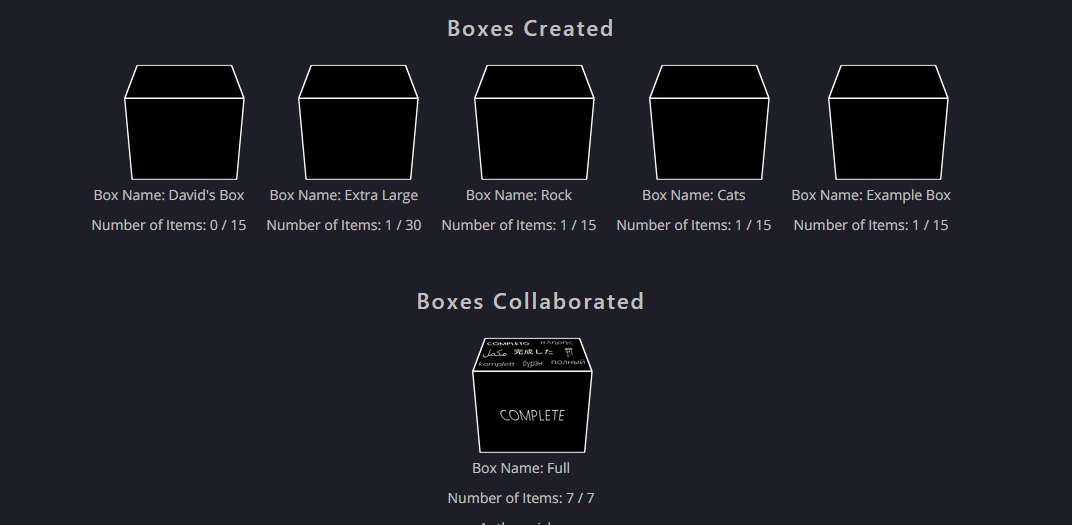 Boxes Created
Box Name: David's Box
Box Name: Extra Large
Box Name: Rock
Box Name: Cats
Box Name: Example Box
Number of Items: 0 / 15
Number of Items: 1 / 30
Number of Items: 1 / 15
Number of Items: 1 / 15
Number of Items: 1 / 15
Boxes Collaborated
COMPLETO
مكمل 完成した
komplett бүрэн полный
COMPLETE
Box Name: Full
Number of Items: 7 / 7